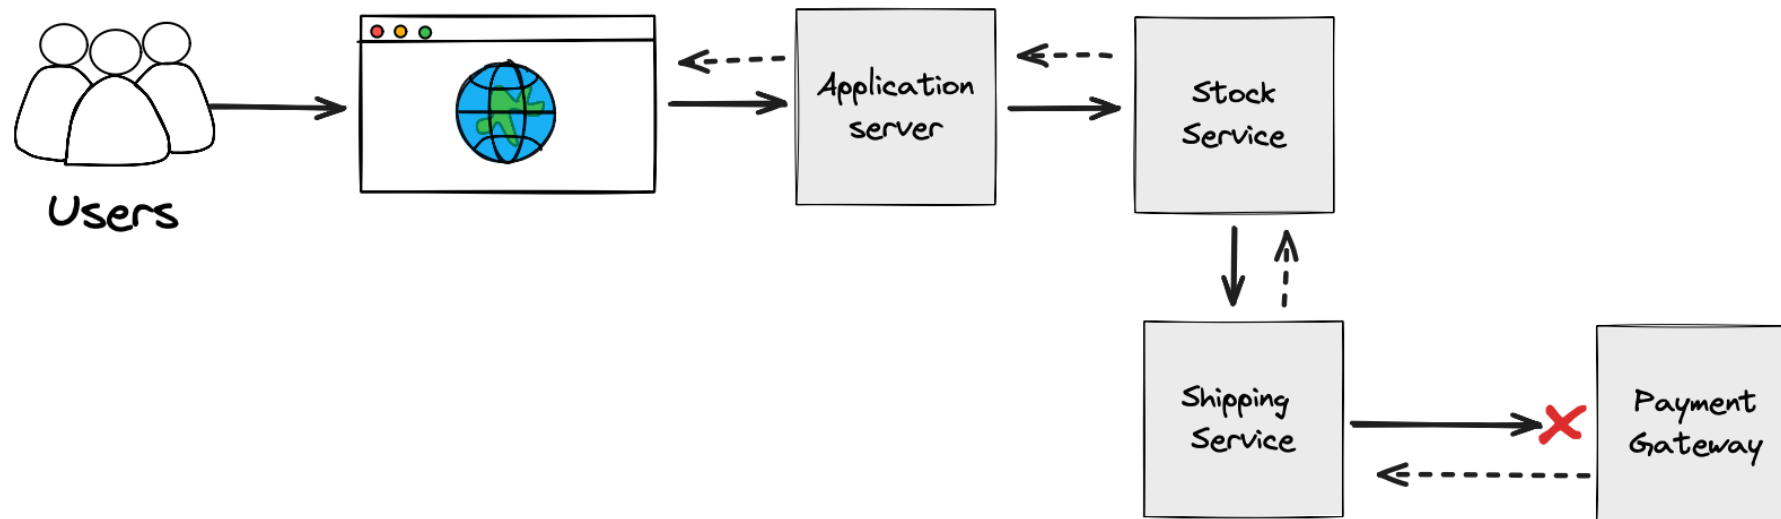 Users
Application
server
Stock
Service
Shipping
Service
Payment
Gateway